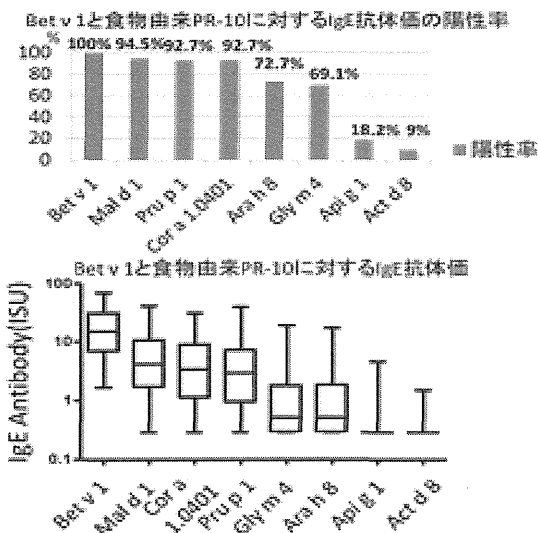 Bet v 1と食物由来PR-10に対するIgE抗体価の陽性率
%
100% 94.5% 92.7% 92.7% 72.7% 69.1% 18.2% 9%
100
80
60
40
20
0
陽性率
Bet v 1 Mal d 1 Pru p 1 Cor a 1.0401 Ara h 8 Gly m 4 Api g 1 Act d 8
Bet v 1と食物由来PR-10に対するIgE抗体価
IgE Antibody(ISU)
100
10
1
0.1
Bet v 1 Mal d 1 Cor a 1.0401 Pru p 1 Gly m 4 Ara h 8 Api g 1 Act d 8